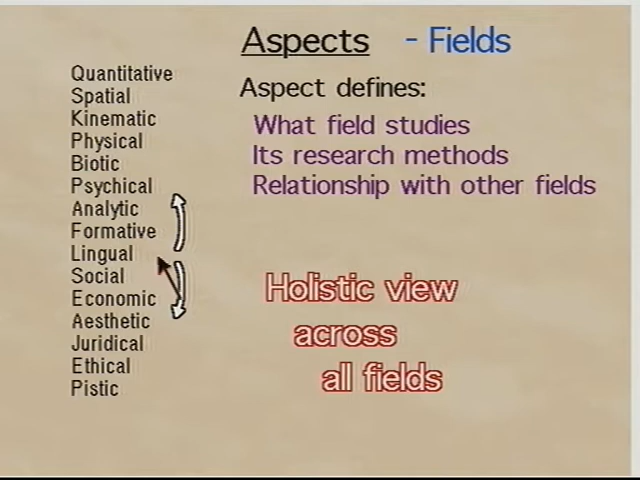 Aspects - Fields
Quantitative
Spatial
Kinematic
Physical
Biotic
Psychical
Analytic
Formative
Lingual
Social
Economic
Aesthetic
Juridical
Ethical
Pistic
Aspect defines:
What field studies
Its research methods
Relationship with other fields
Holistic view
across
all fields